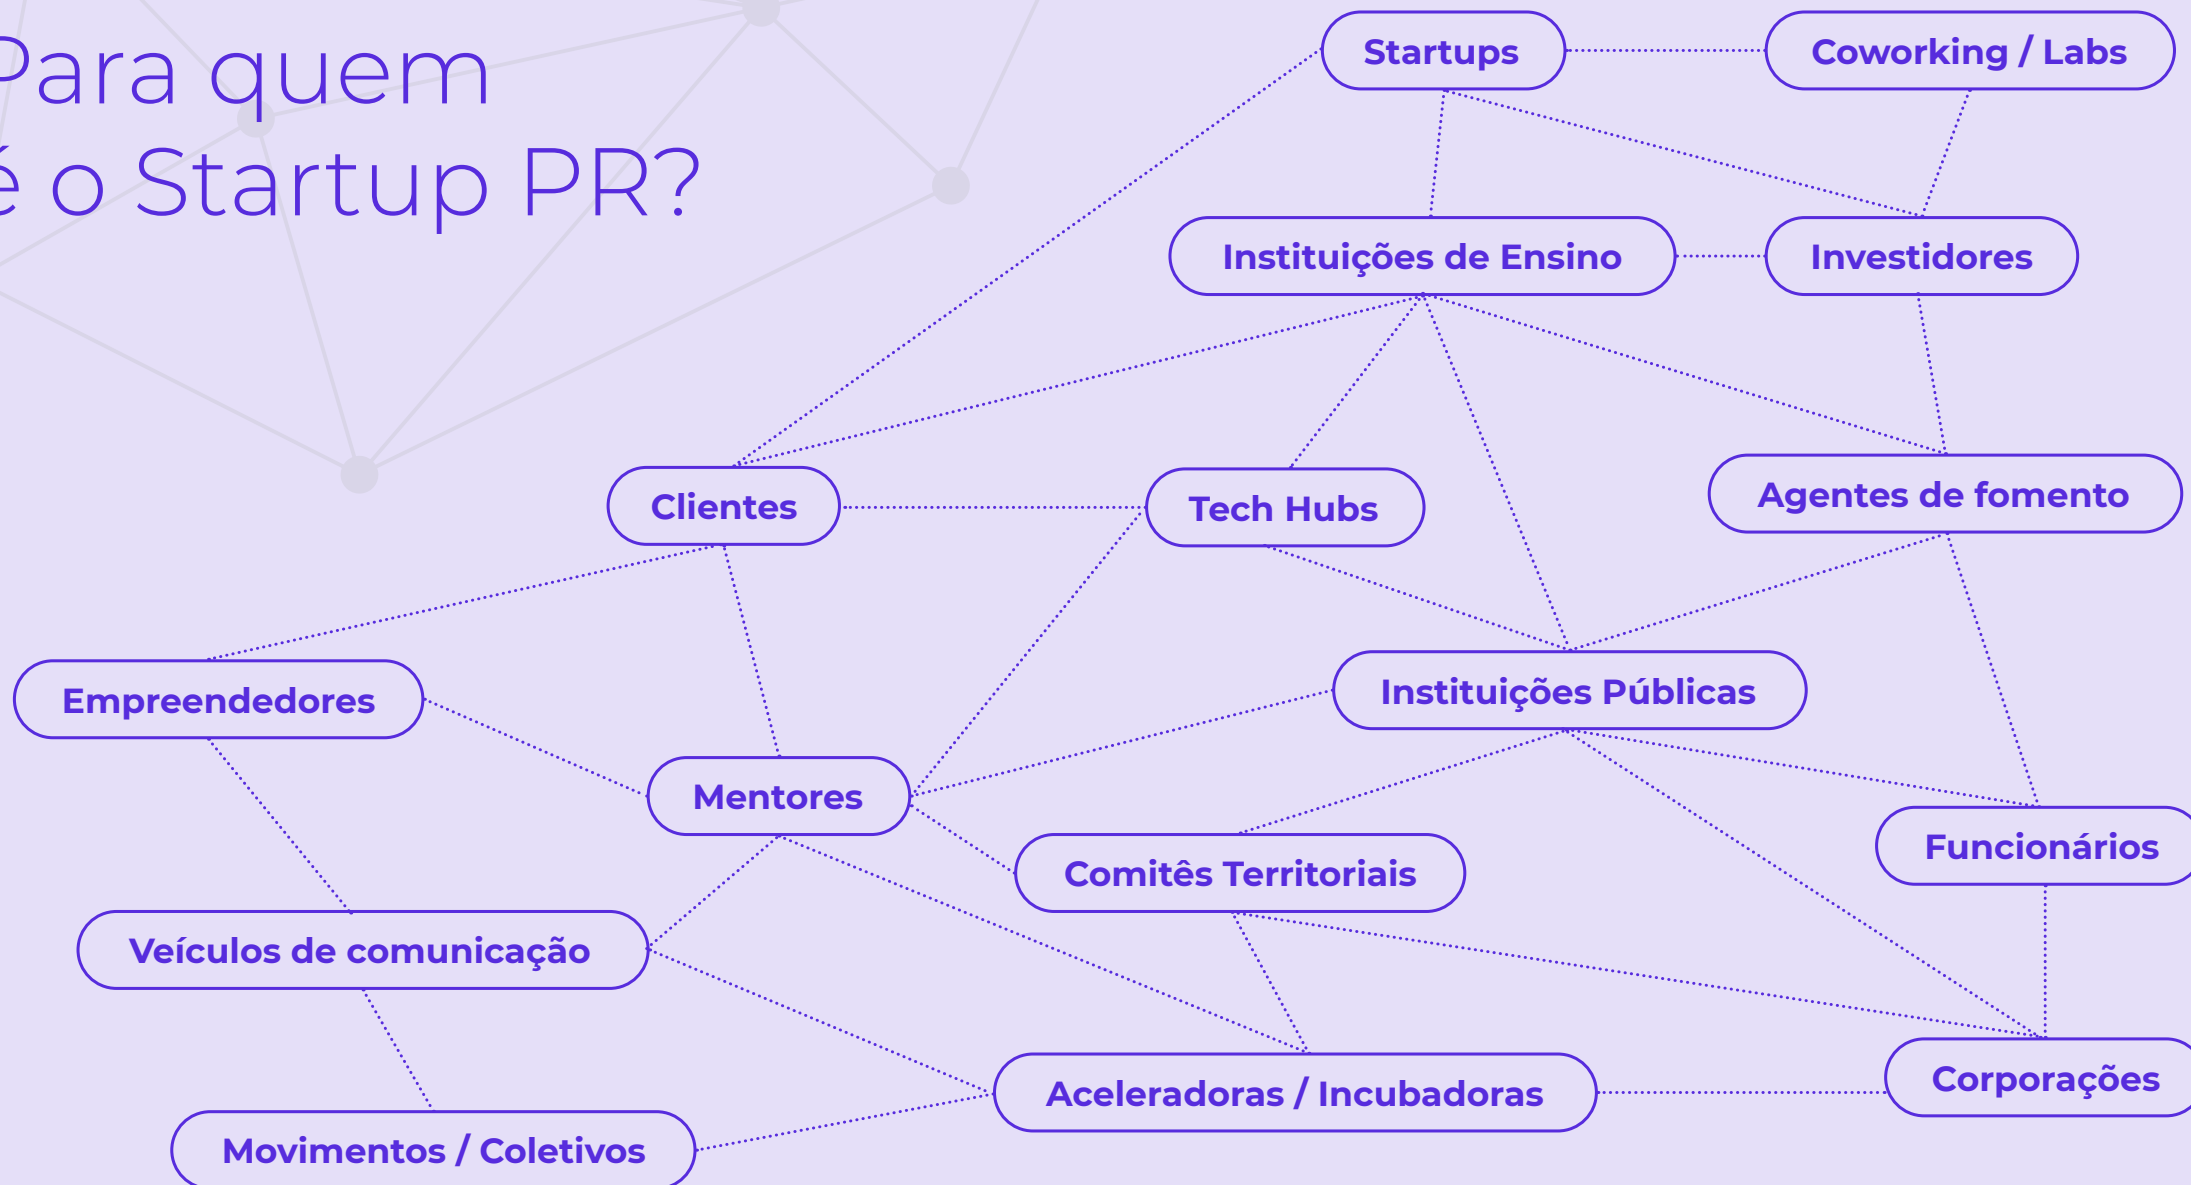 Para quem
é o Startup PR?
Startups
Coworking / Labs
Instituições de Ensino
Investidores
Clientes
Tech Hubs
Agentes de fomento
Empreendedores
Instituições Públicas
Mentores
Comitês Territoriais
Funcionários
Veículos de comunicação
Aceleradoras / Incubadoras
Corporações
Movimentos / Coletivos